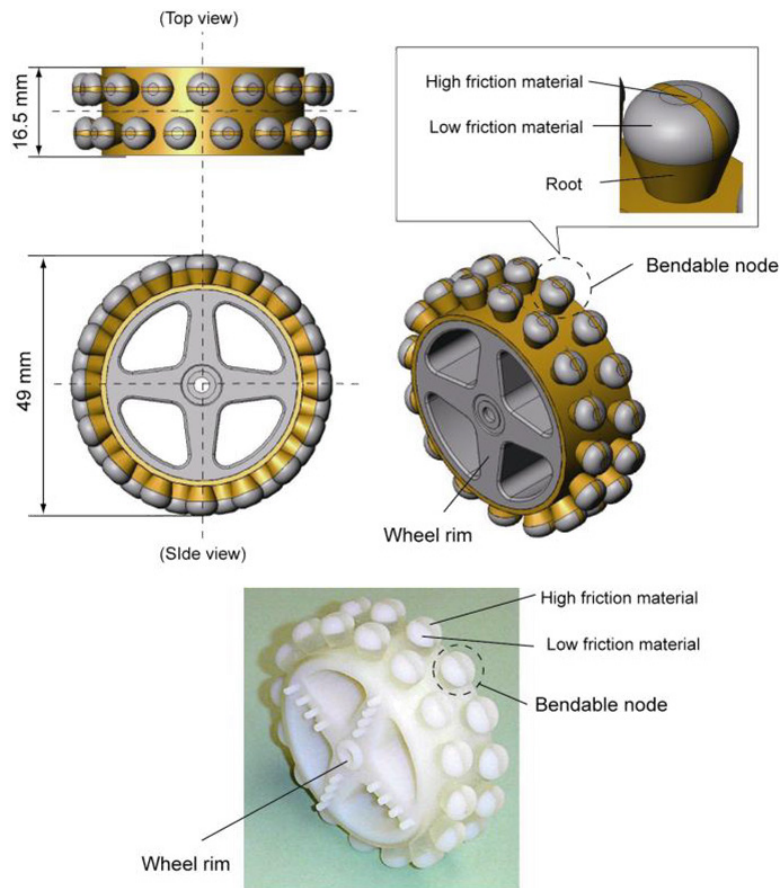 (Top view)
16.5 mm
High friction material
Low friction material
Root
Bendable node
49 mm
Wheel rim
(SIde view)
High friction material
Low friction material
Bendable node
Wheel rim